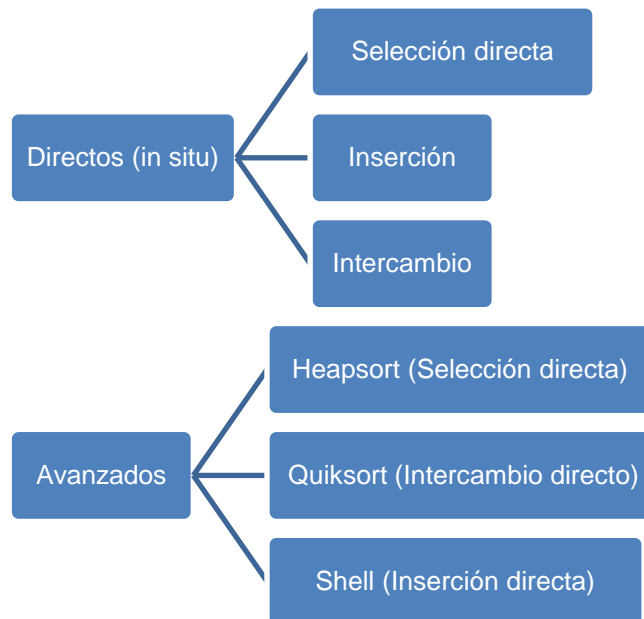 Selección directa
Directos (in situ)
Inserción
Intercambio
Heapsort (Selección directa)
Avanzados
Quiksort (Intercambio directo)
Shell (Inserción directa)